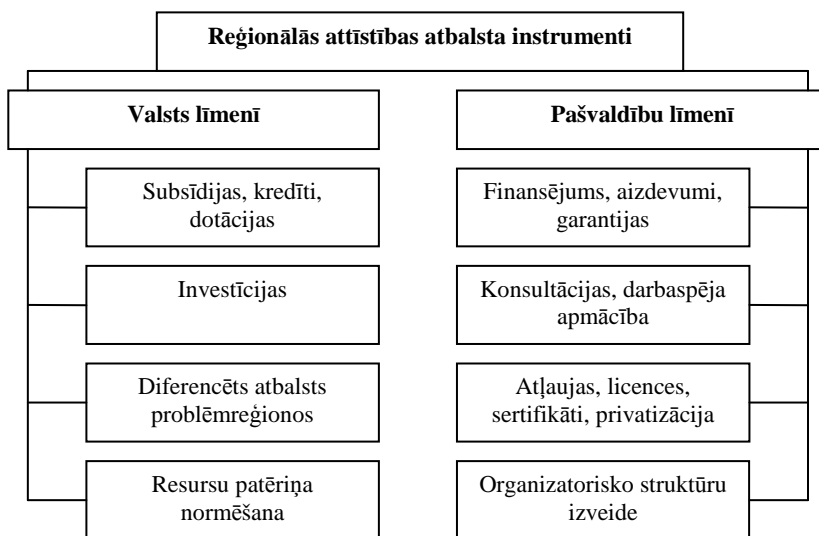 Reģionālās attīstības atbalsta instrumenti
Valsts līmenī
Pašvaldību līmenī
Subsīdijas, kredīti,
dotācijas
Finansējums, aizdevumi,
garantijas
Investīcijas
Konsultācijas, darbaspēja
apmācība
Diferencēts atbalsts
problēmreģionos
Atļaujas, licences,
sertifikāti, privatizācija
Resursu patēriņa
normēšana
Organizatorisko struktūru
izveide